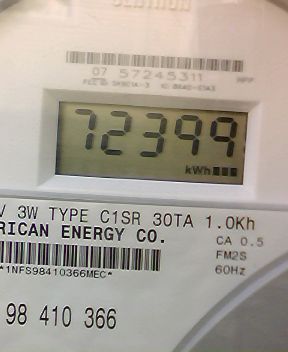 07 57245311
72399
kWh
V 3W TYPE C1SR 30TA 1.0Kh
RICAN ENERGY CO.
CA 0.5
FM2S
*1NFS98410366MEC*
60Hz
98 410 366